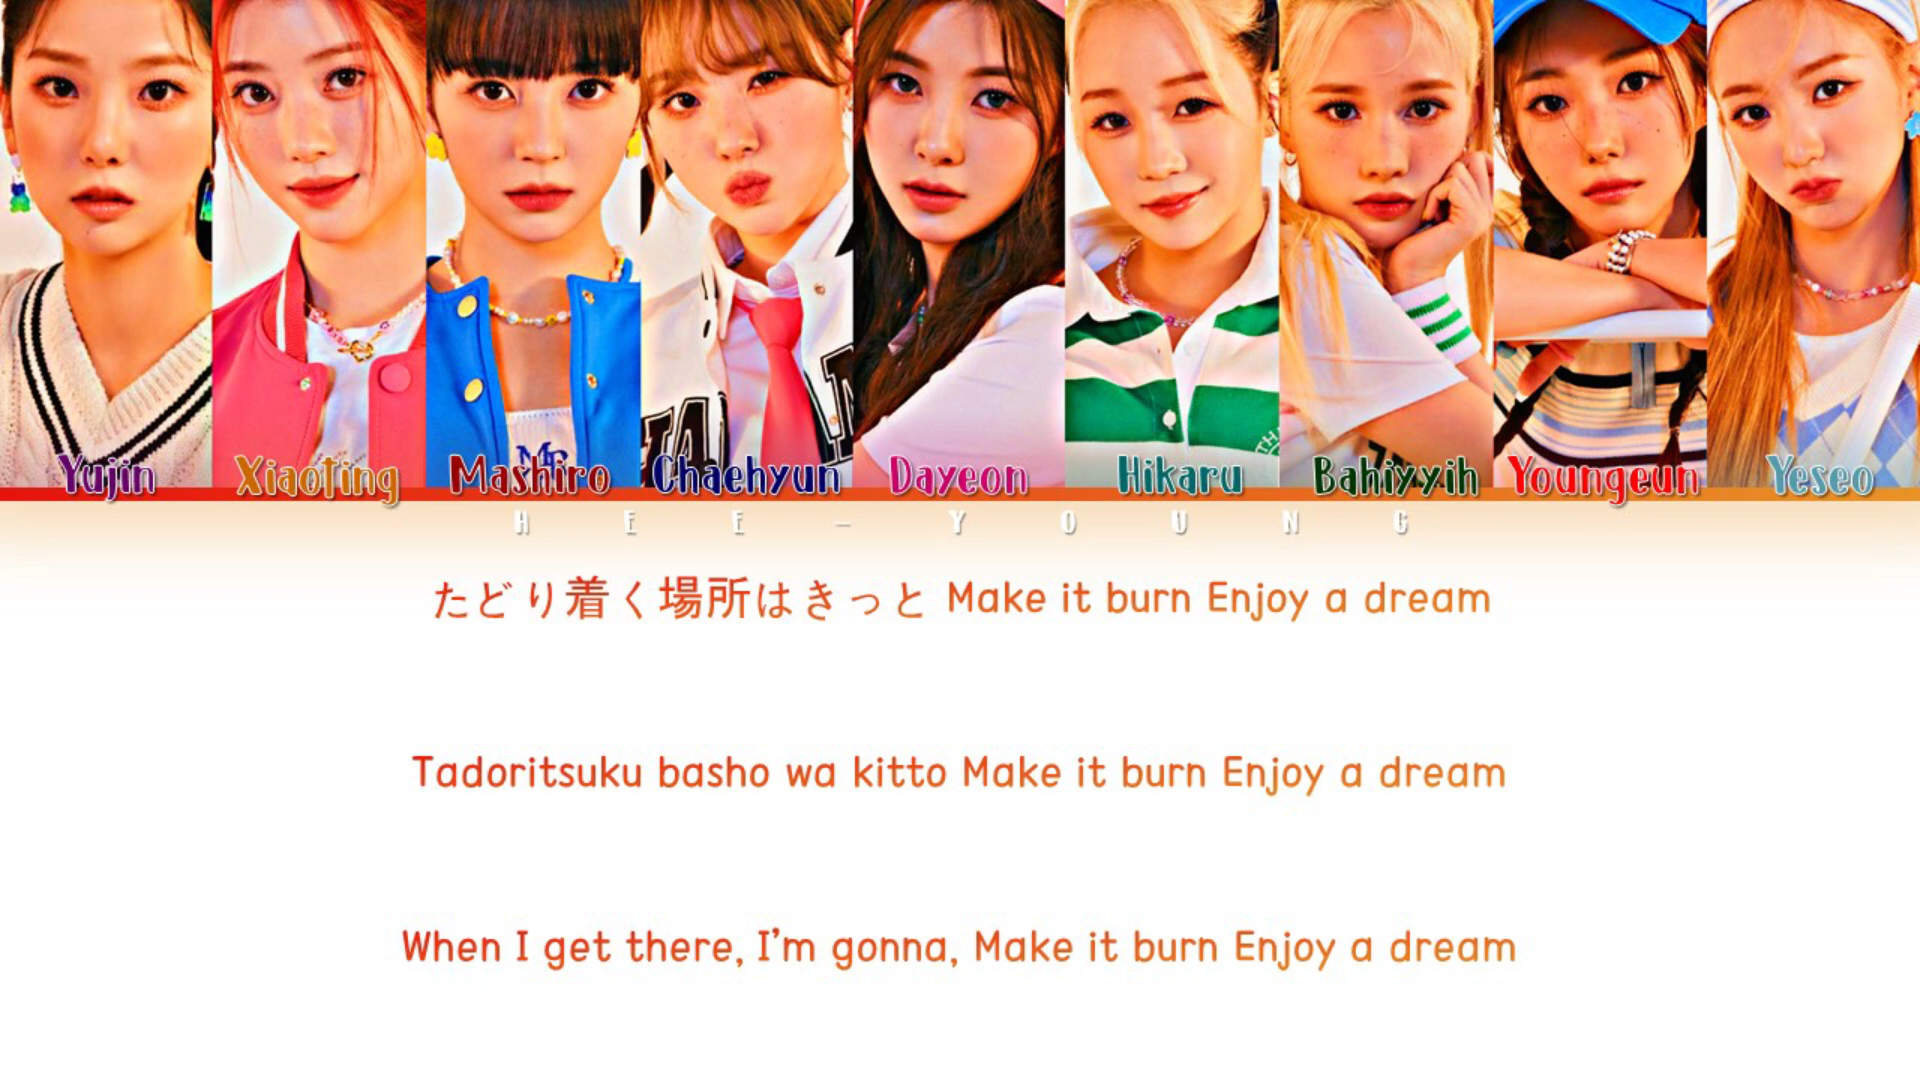 Yujin Xiaoting Mashiro Chaehyun Dayeon Hikaru Bahiyyih Youngeun Yeseo
HEE-YOUNG
たどり着く場所はきっと Make it burn Enjoy a dream
Tadoritsuku basho wa kitto Make it burn Enjoy a dream
When I get there, I'm gonna, Make it burn Enjoy a dream